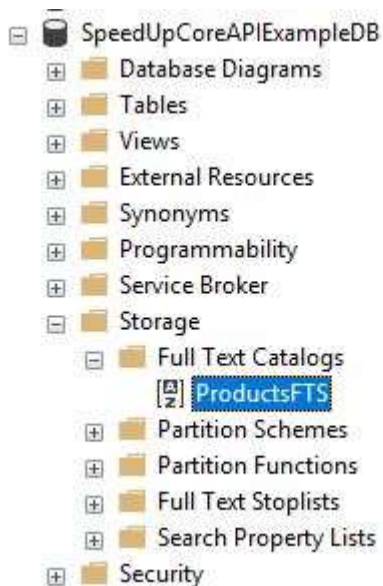 SpeedUpCoreAPIExampleDB
Database Diagrams
Tables
Views
External Resources
Synonyms
Programmability
Service Broker
Storage
Full Text Catalogs
ProductsFTS
Partition Schemes
Partition Functions
Full Text Stoplists
Search Property Lists
Security